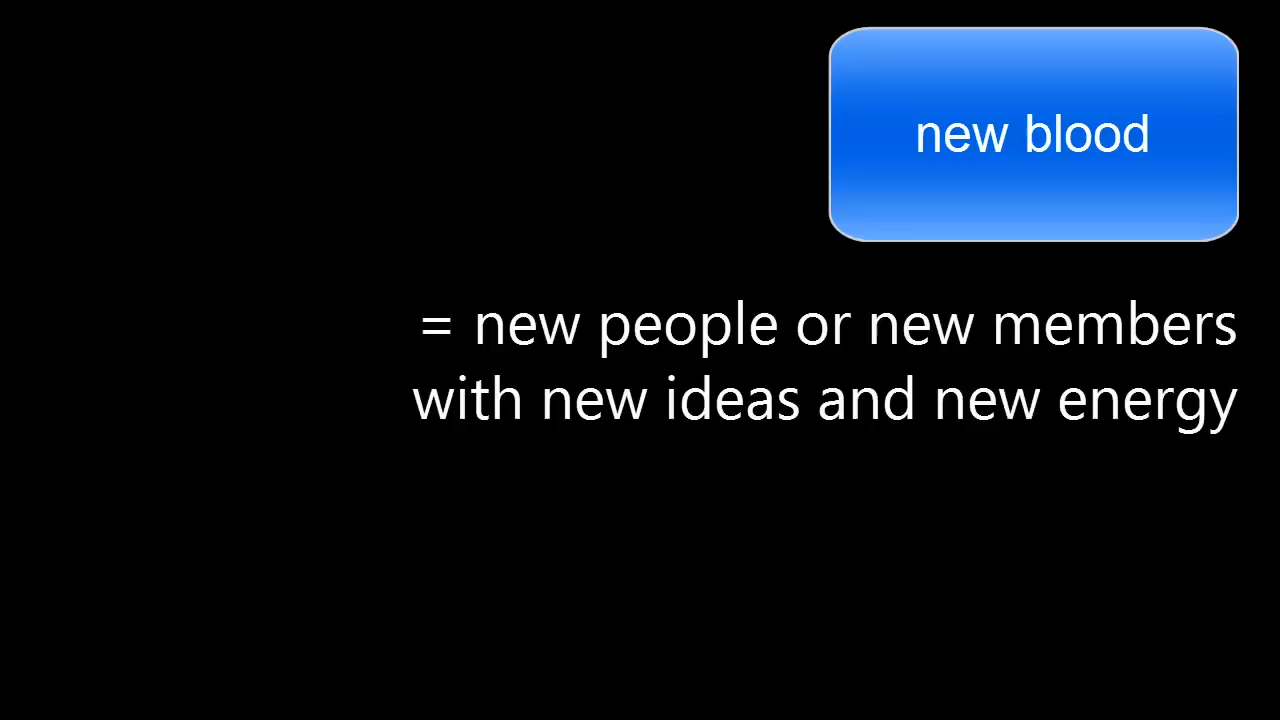 new blood
= new people or new members
with new ideas and new energy